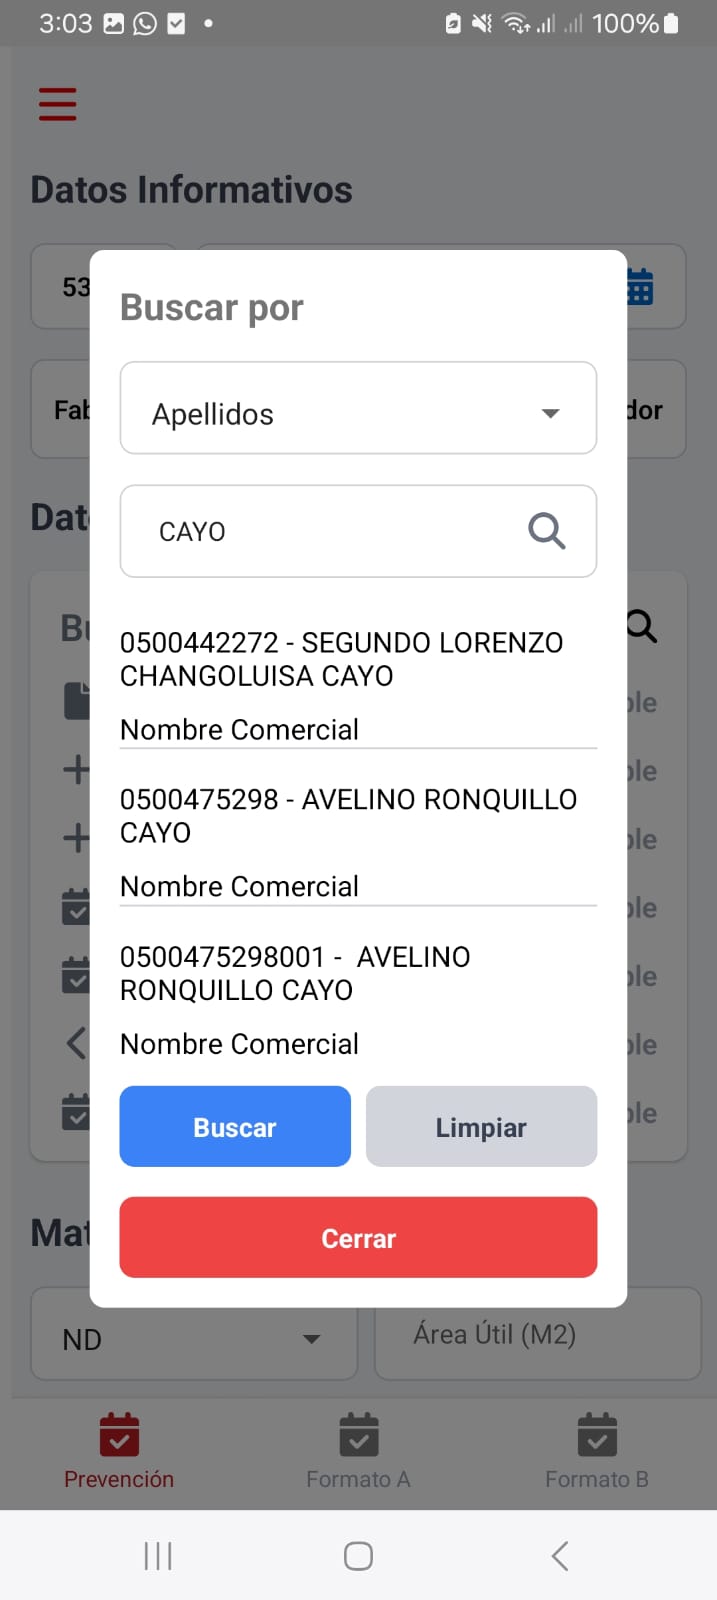 3:03
100%
Datos Informativos
53
Buscar por
Fab
dor
Apellidos
Dat
CAYO
Bu
0500442272 - SEGUNDO LORENZO
CHANGOLUISA CAYO
ble
Nombre Comercial
ble
0500475298 - AVELINO RONQUILLO
CAYO
ble
Nombre Comercial
ble
0500475298001 -  AVELINO
RONQUILLO CAYO
ble
Nombre Comercial
ble
Buscar
Limpiar
ble
Mat
Cerrar
ND
Área Útil (M2)
Prevención
Formato A
Formato B